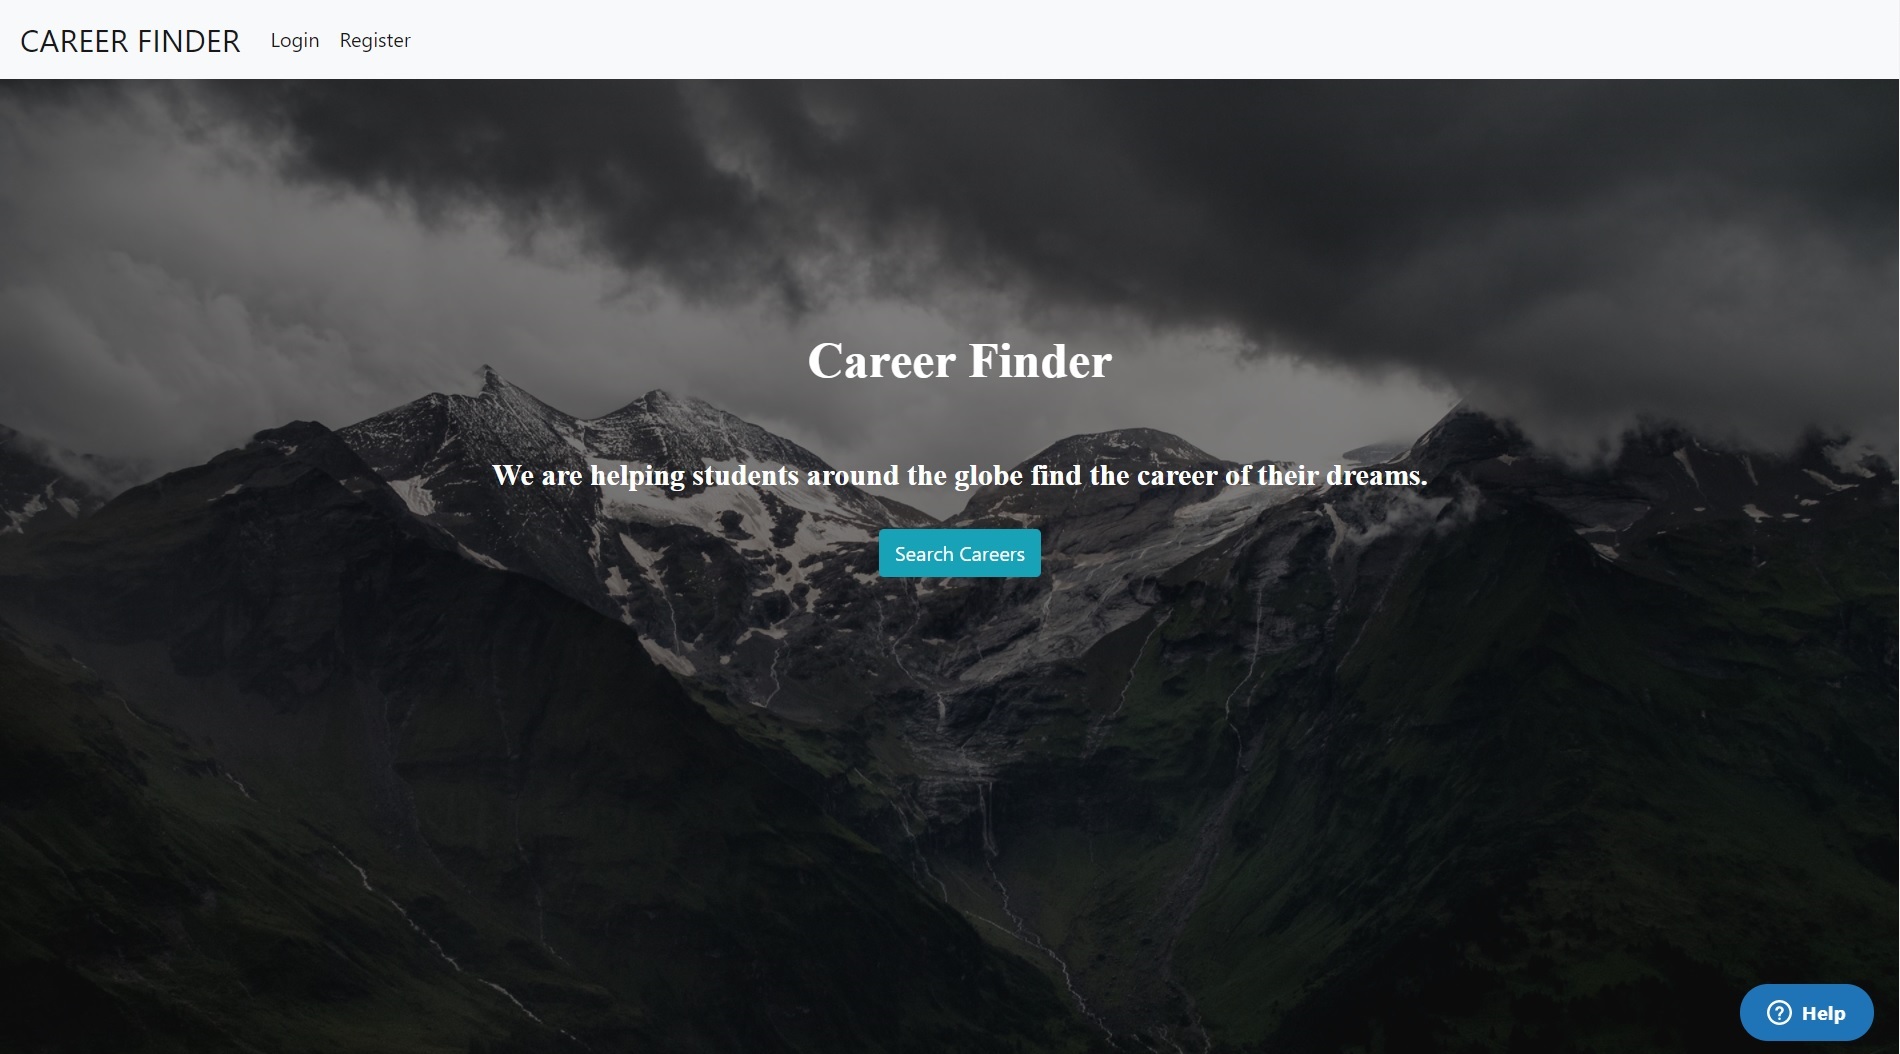 CAREER FINDER Login Register
Career Finder
We are helping students around the globe find the career of their dreams.
Search Careers
Help